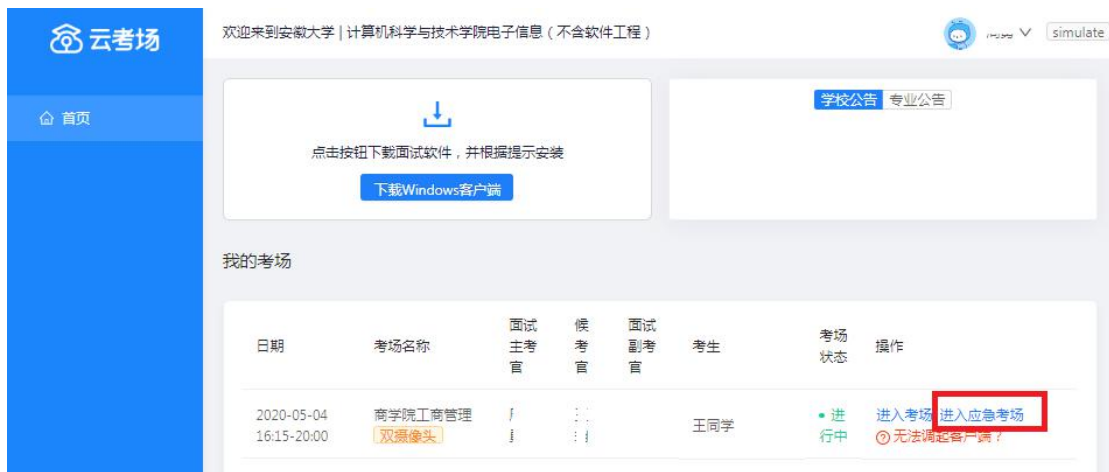 云考场
欢迎来到安徽大学 | 计算机科学与技术学院电子信息（不含软件工程）
simulate
首页
点击按钮下载面试软件，并根据提示安装
下载Windows客户端
学校公告 专业公告
我的考场
日期
考场名称
面试
主考
官
候
考
官
面试
副考
官
考生
考场
状态
操作
2020-05-04
16:15-20:00
商学院工商管理
双摄像头
王同学
• 进
行中
进入考场 进入应急考场
无法调起客户端？